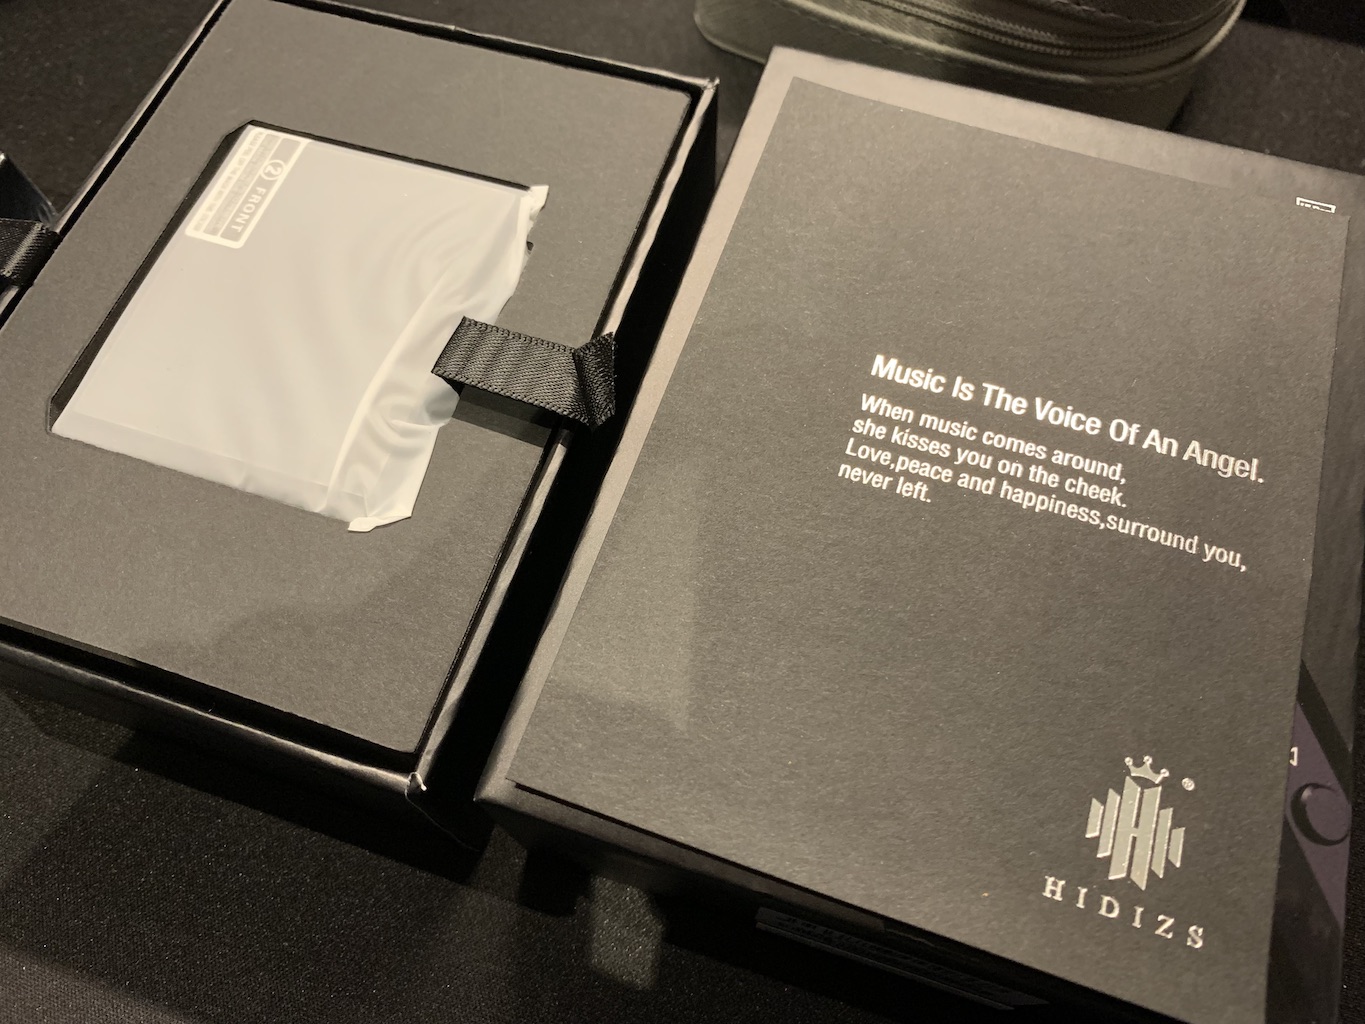 ② FRONT
Music Is The Voice Of An Angel.
When music comes around,
she kisses you on the cheek.
Love,peace and happiness,surround you,
never left.
®
HIDIZS